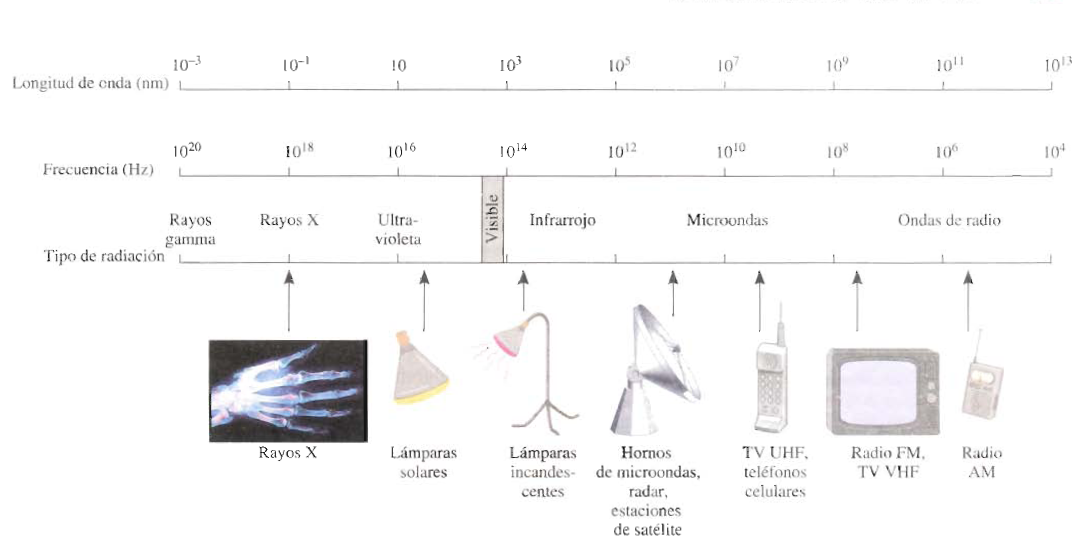 10⁻³ 10⁻¹ 10 10³ 10⁵ 10⁷ 10⁹ 10¹¹ 10¹³
Longitud de onda (nm)
10²⁰ 10¹⁸ 10¹⁶ 10¹⁴ 10¹² 10¹⁰ 10⁸ 10⁶ 10⁴
Frecuencia (Hz)
Rayos
gamma
Rayos X
Ultra-
violeta
Visible
Infrarrojo
Microondas
Ondas de radio
Tipo de radiación
Rayos X
Lámparas
solares
Lámparas
incandes-
centes
Hornos
de microondas,
radar,
estaciones
de satélite
TV UHF,
teléfonos
celulares
Radio FM,
TV VHF
Radio
AM